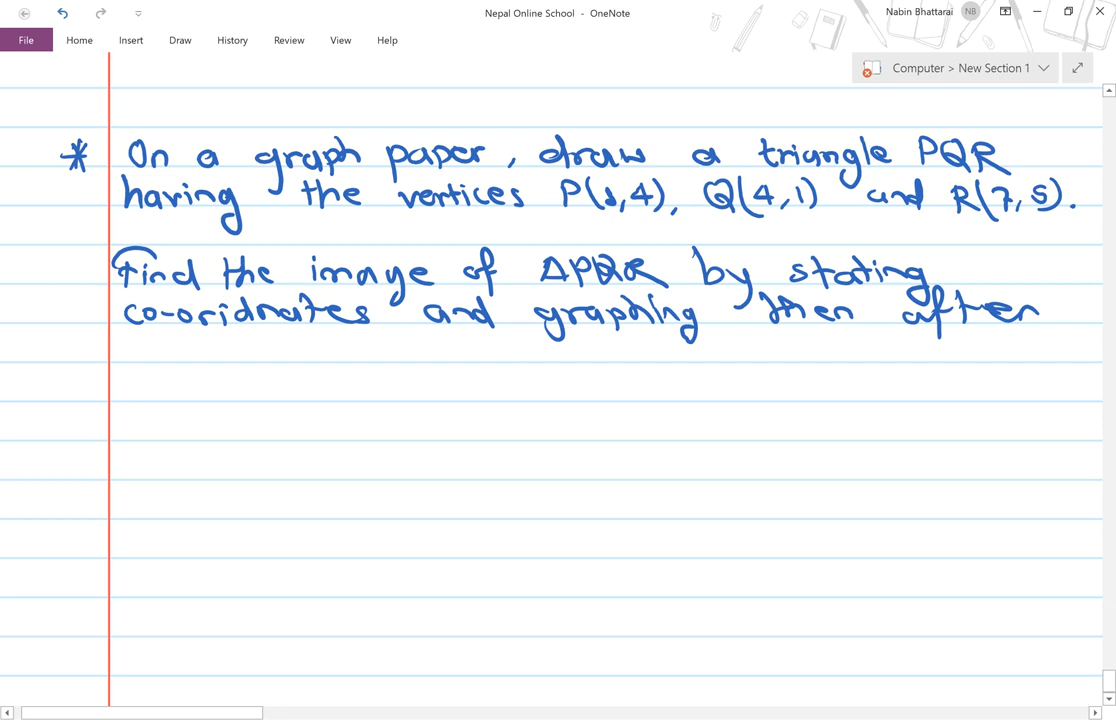 Nepal Online School - OneNote
Nabin Bhattarai NB
File Home Insert Draw History Review View Help
Computer > New Section 1
* On a graph paper, draw a triangle PQR
having the vertices P(1,4), Q(4,1) and R(7,5).
Find the image of ΔPQR by stating
co-oridnates and graphing then after